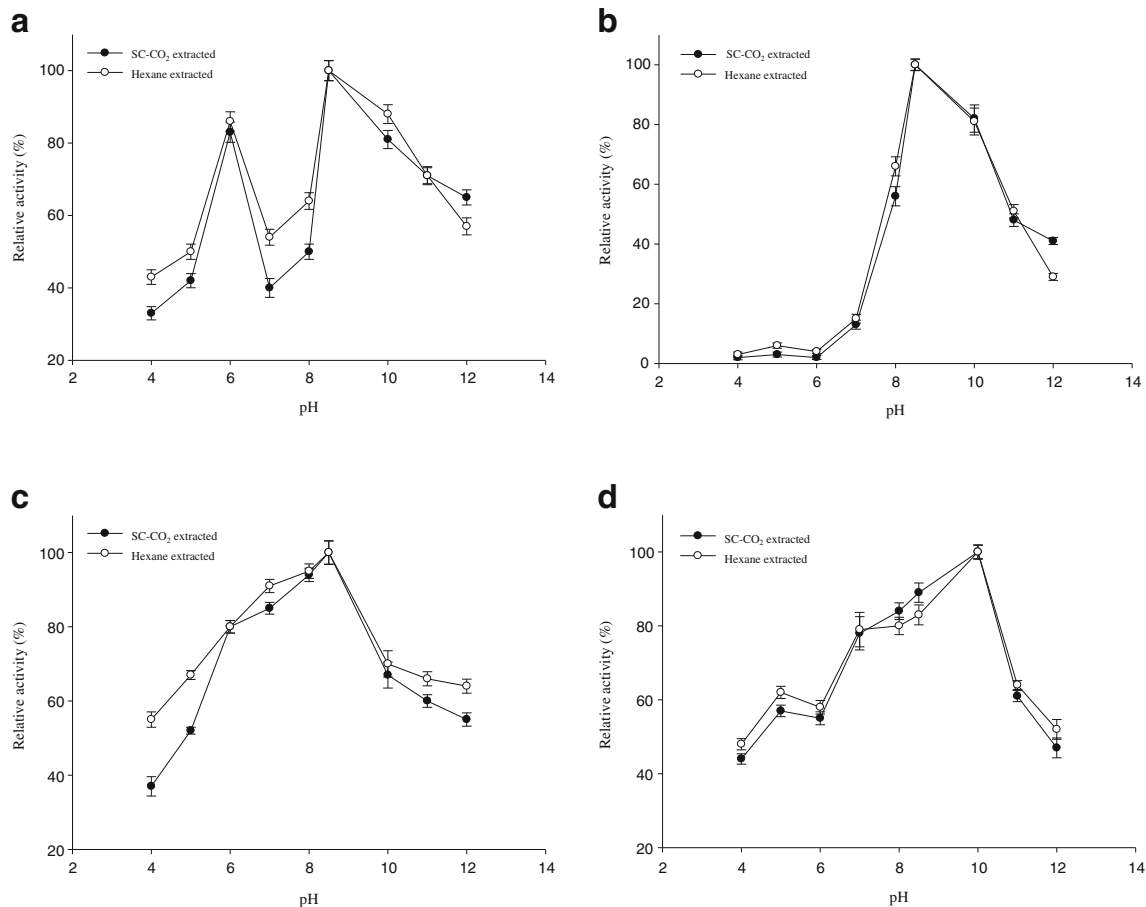 a
SC-CO₂ extracted
Hexane extracted
100
80
60
40
20
2 4 6 8 10 12 14
Relative activity (%)
pH
b
SC-CO₂ extracted
Hexane extracted
100
80
60
40
20
0
2 4 6 8 10 12 14
Relative activity (%)
pH
c
SC-CO₂ extracted
Hexane extracted
100
80
60
40
20
2 4 6 8 10 12 14
Relative activity (%)
pH
d
SC-CO₂ extracted
Hexane extracted
100
80
60
40
20
2 4 6 8 10 12 14
Relative activity (%)
pH